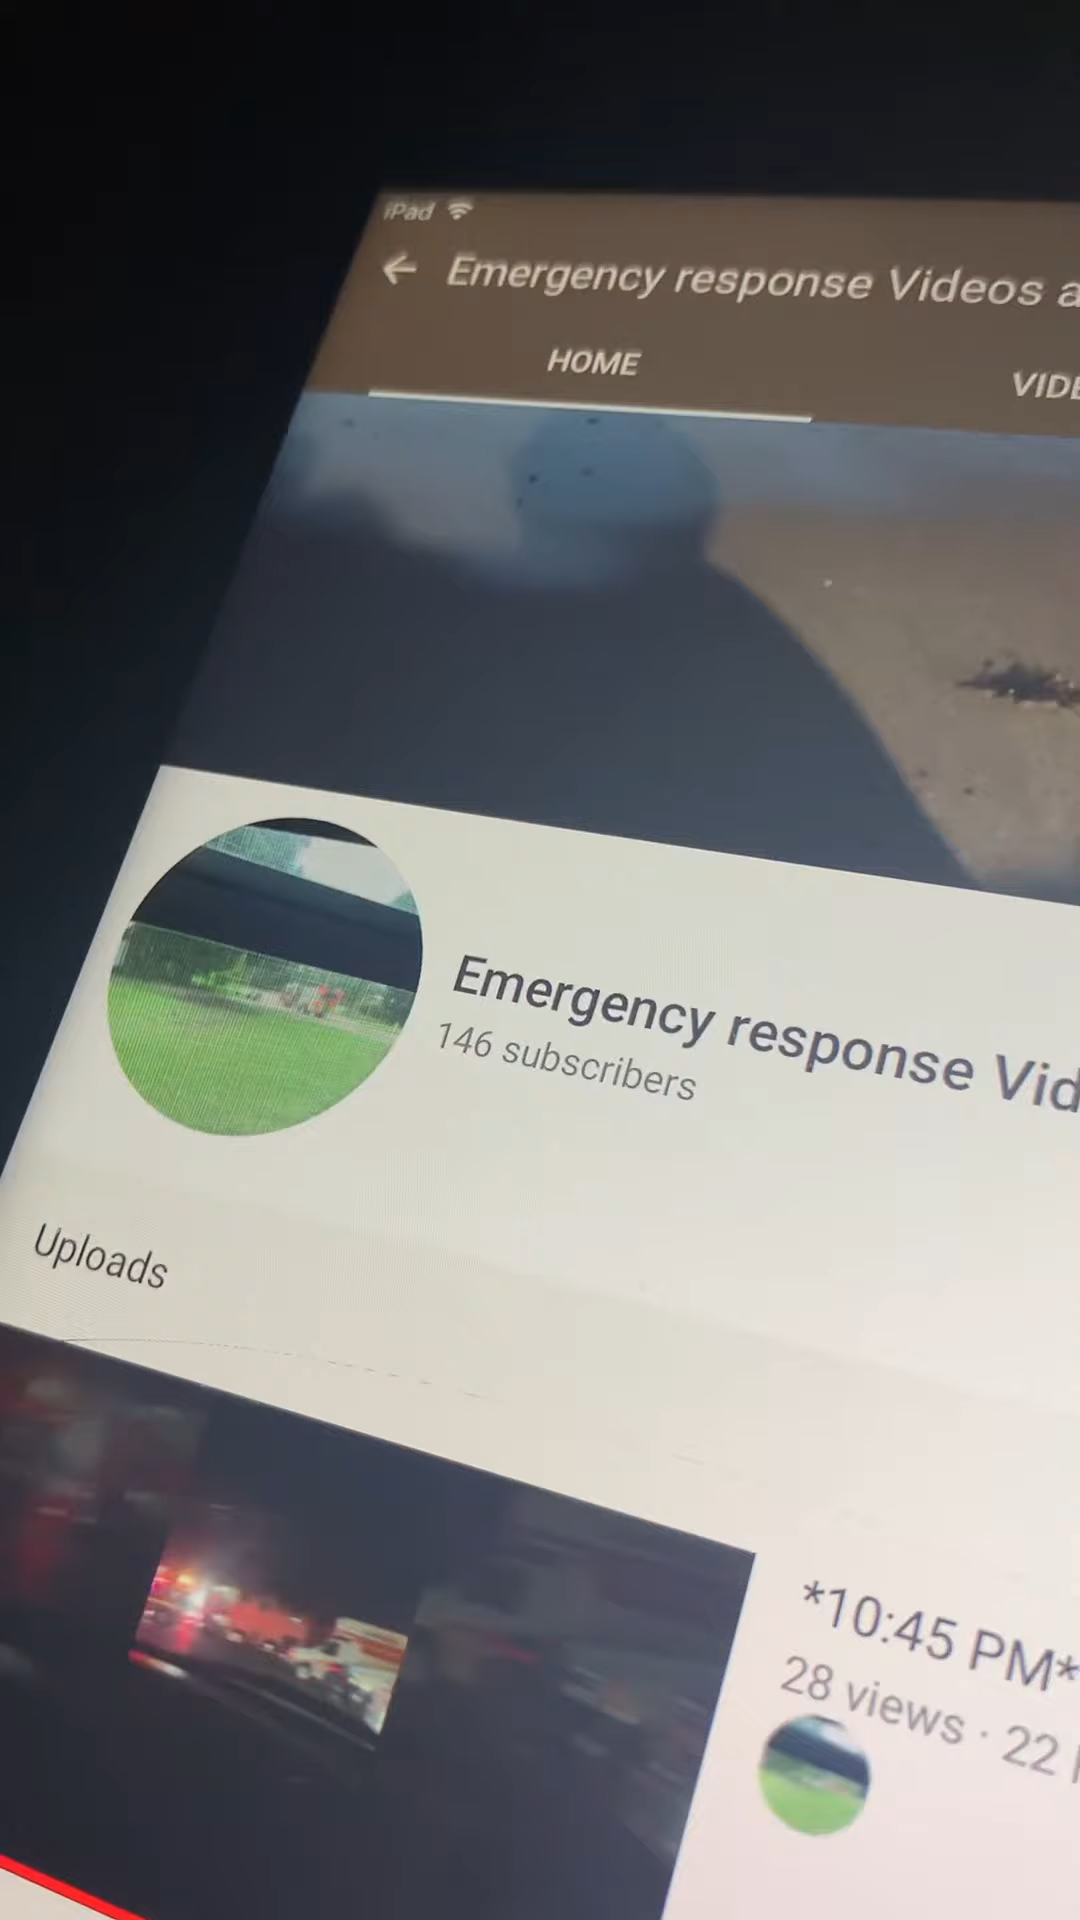 iPad
Emergency response Videos a
HOME
VIDE
Emergency response Vid
146 subscribers
Uploads
*10:45 PM*
28 views · 22